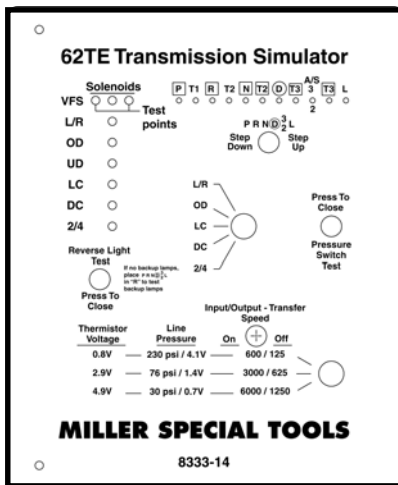 62TE Transmission Simulator
Solenoids
P T1 R T2 N T2 D T3 A/S 3 2 T3 L
VFS
Test points
L/R
OD
UD
LC
DC
2/4
P R N D 3 2 L
Step Down
Step Up
L/R
OD
LC
DC
2/4
Press To Close
Pressure Switch Test
Reverse Light Test
Press To Close
If no backup lamps,
place P R N D 3 2 L
in "R" to test
backup lamps
Input/Output - Transfer
Speed
Thermistor Voltage
Line Pressure
On
Off
0.8V — 230 psi / 4.1V — 600 / 125
2.9V — 76 psi / 1.4V — 3000 / 625
4.9V — 30 psi / 0.7V — 6000 / 1250
MILLER SPECIAL TOOLS
8333-14